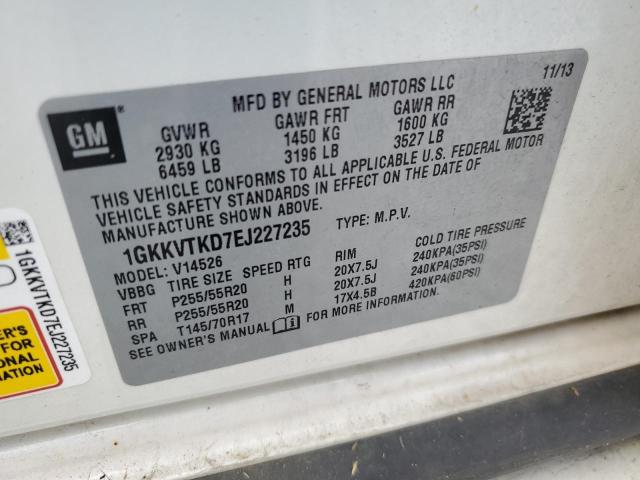 MFD BY GENERAL MOTORS LLC
11/13
GM
GVWR GAWR FRT GAWR RR
2930 KG 1450 KG 1600 KG
6459 LB 3196 LB 3527 LB
THIS VEHICLE CONFORMS TO ALL APPLICABLE U.S. FEDERAL MOTOR
VEHICLE SAFETY STANDARDS IN EFFECT ON THE DATE OF
MANUFACTURE SHOWN ABOVE.
1GKKVTKD7EJ227235 TYPE: M.P.V.
MODEL: V14526
VBBG TIRE SIZE SPEED RTG RIM COLD TIRE PRESSURE
FRT P255/55R20 H 20X7.5J 240KPA(35PSI)
RR P255/55R20 H 20X7.5J 240KPA(35PSI)
SPA T145/70R17 M 17X4.5B 420KPA(60PSI)
SEE OWNER'S MANUAL FOR MORE INFORMATION.
1GKKVTKD7EJ227235
ER'S
FOR
ONAL
MATION